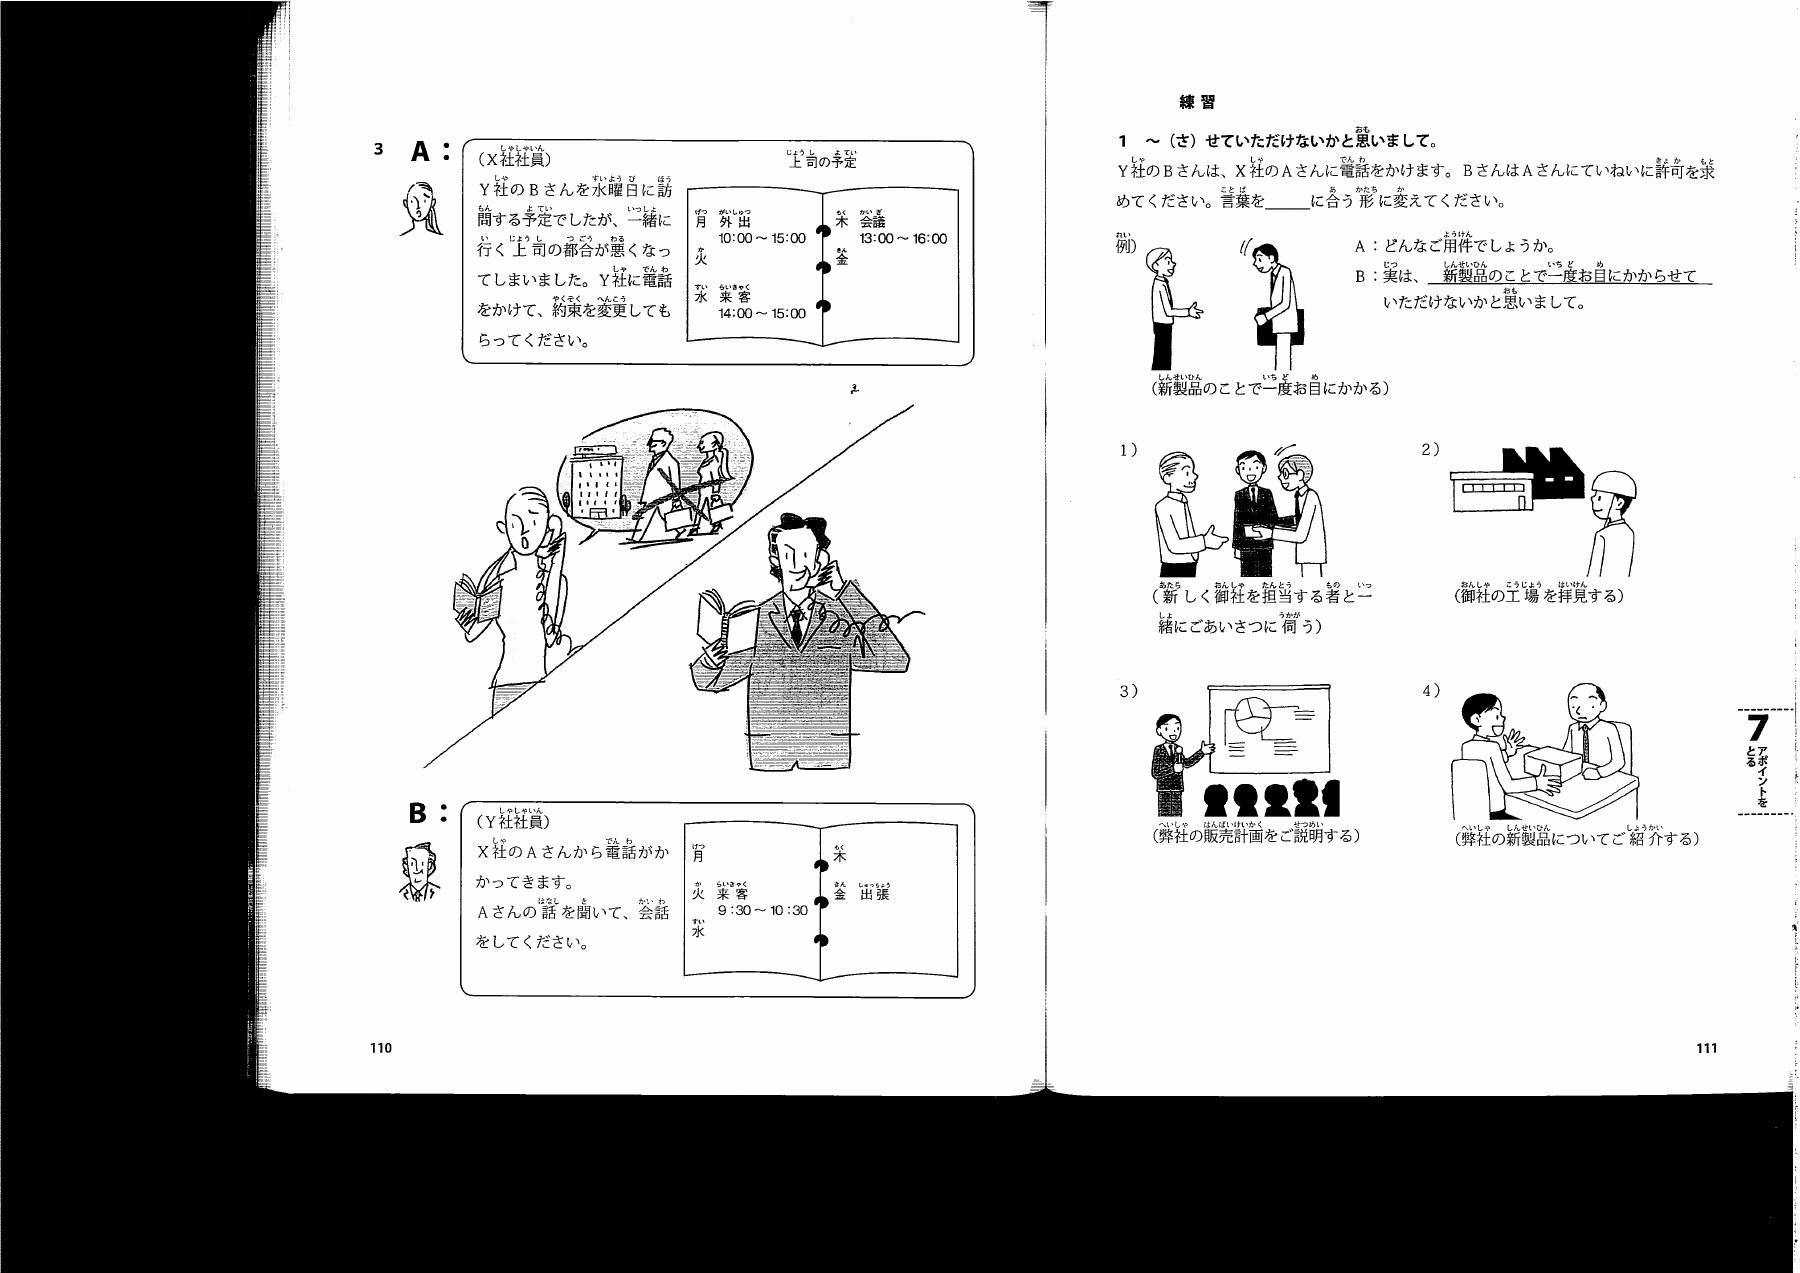 3 A：
（X社社員）
Y社のBさんを水曜日に訪
問する予定でしたが、一緒に
行く上司の都合が悪くなっ
てしまいました。Y社に電話
をかけて、約束を変更しても
らってください。
上司の予定
月 外出
10:00～15:00
火
水 来客
14:00～15:00
木 会議
13:00～16:00
金
B：
（Y社社員）
X社のAさんから電話がか
かってきます。
Aさんの話を聞いて、会話
をしてください。
月
火 来客
9:30～10:30
水
木
金 出張
110
練習
1 ～（さ）せていただけないかと思いまして。
Y社のBさんは、X社のAさんに電話をかけます。BさんはAさんにていねいに許可を求
めてください。言葉を＿＿＿に合う形に変えてください。
例）
A：どんなご用件でしょうか。
B：実は、新製品のことで一度お目にかからせて
いただけないかと思いまして。
（新製品のことで一度お目にかかる）
1）
（新しく御社を担当する者と一
緒にごあいさつに伺う）
2）
（御社の工場を拝見する）
3）
（弊社の販売計画をご説明する）
4）
（弊社の新製品についてご紹介する）
7
アポイントを
とる
111